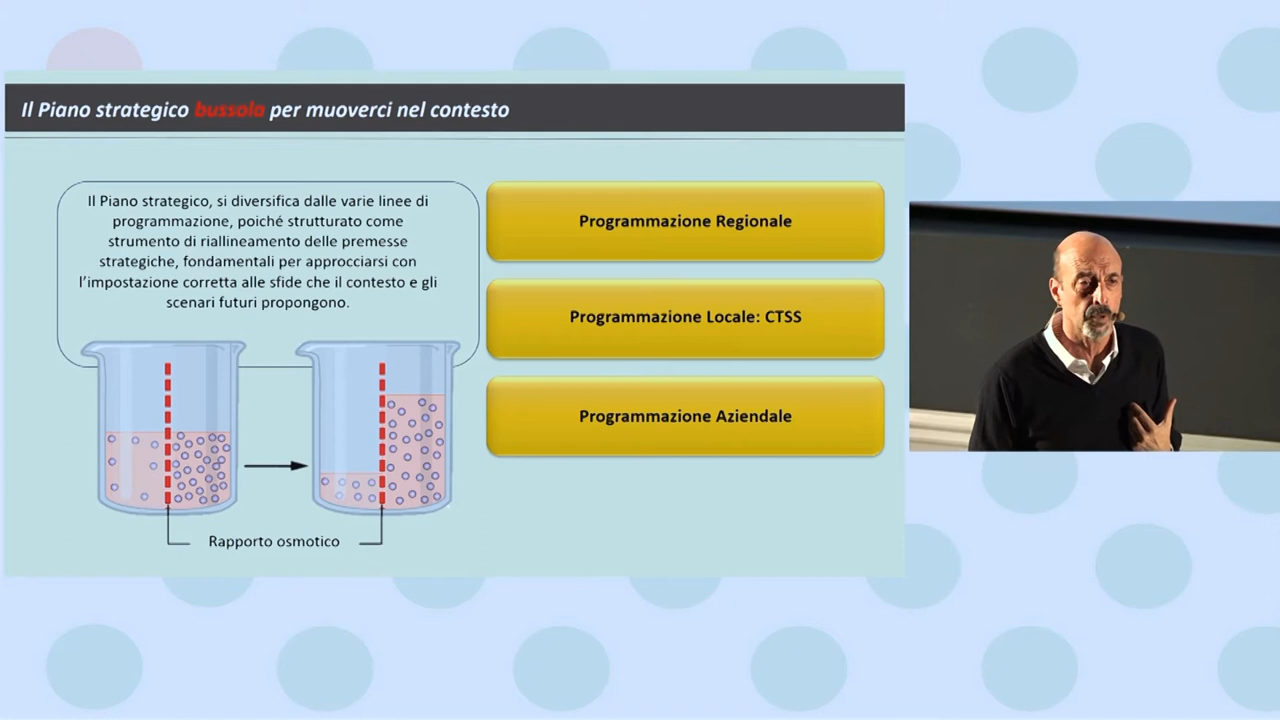 Il Piano strategico bussola per muoverci nel contesto
Il Piano strategico, si diversifica dalle varie linee di
programmazione, poiché strutturato come
strumento di riallineamento delle premesse
strategiche, fondamentali per approcciarsi con
l’impostazione corretta alle sfide che il contesto e gli
scenari futuri propongono.
Rapporto osmotico
Programmazione Regionale
Programmazione Locale: CTSS
Programmazione Aziendale